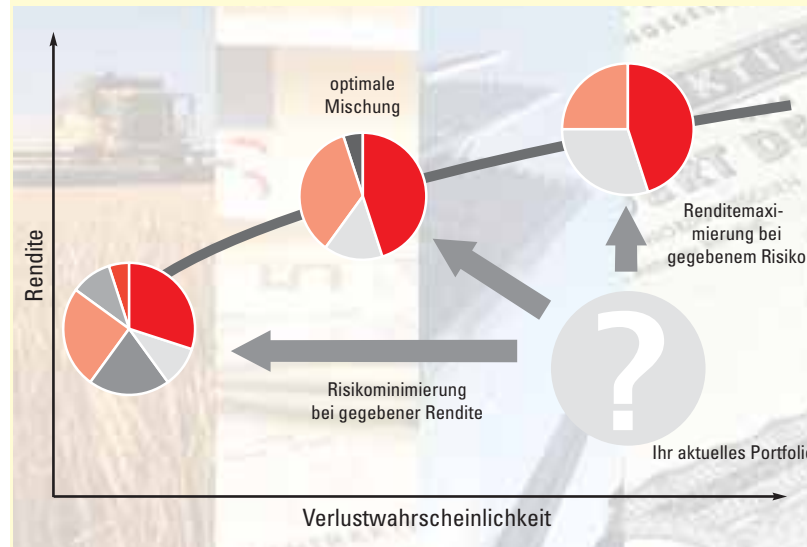 optimale
Mischung
Rendite
Renditemaxi-
mierung bei
gegebenem Risiko
?
Risikominimierung
bei gegebener Rendite
Ihr aktuelles Portfolio
Verlustwahrscheinlichkeit